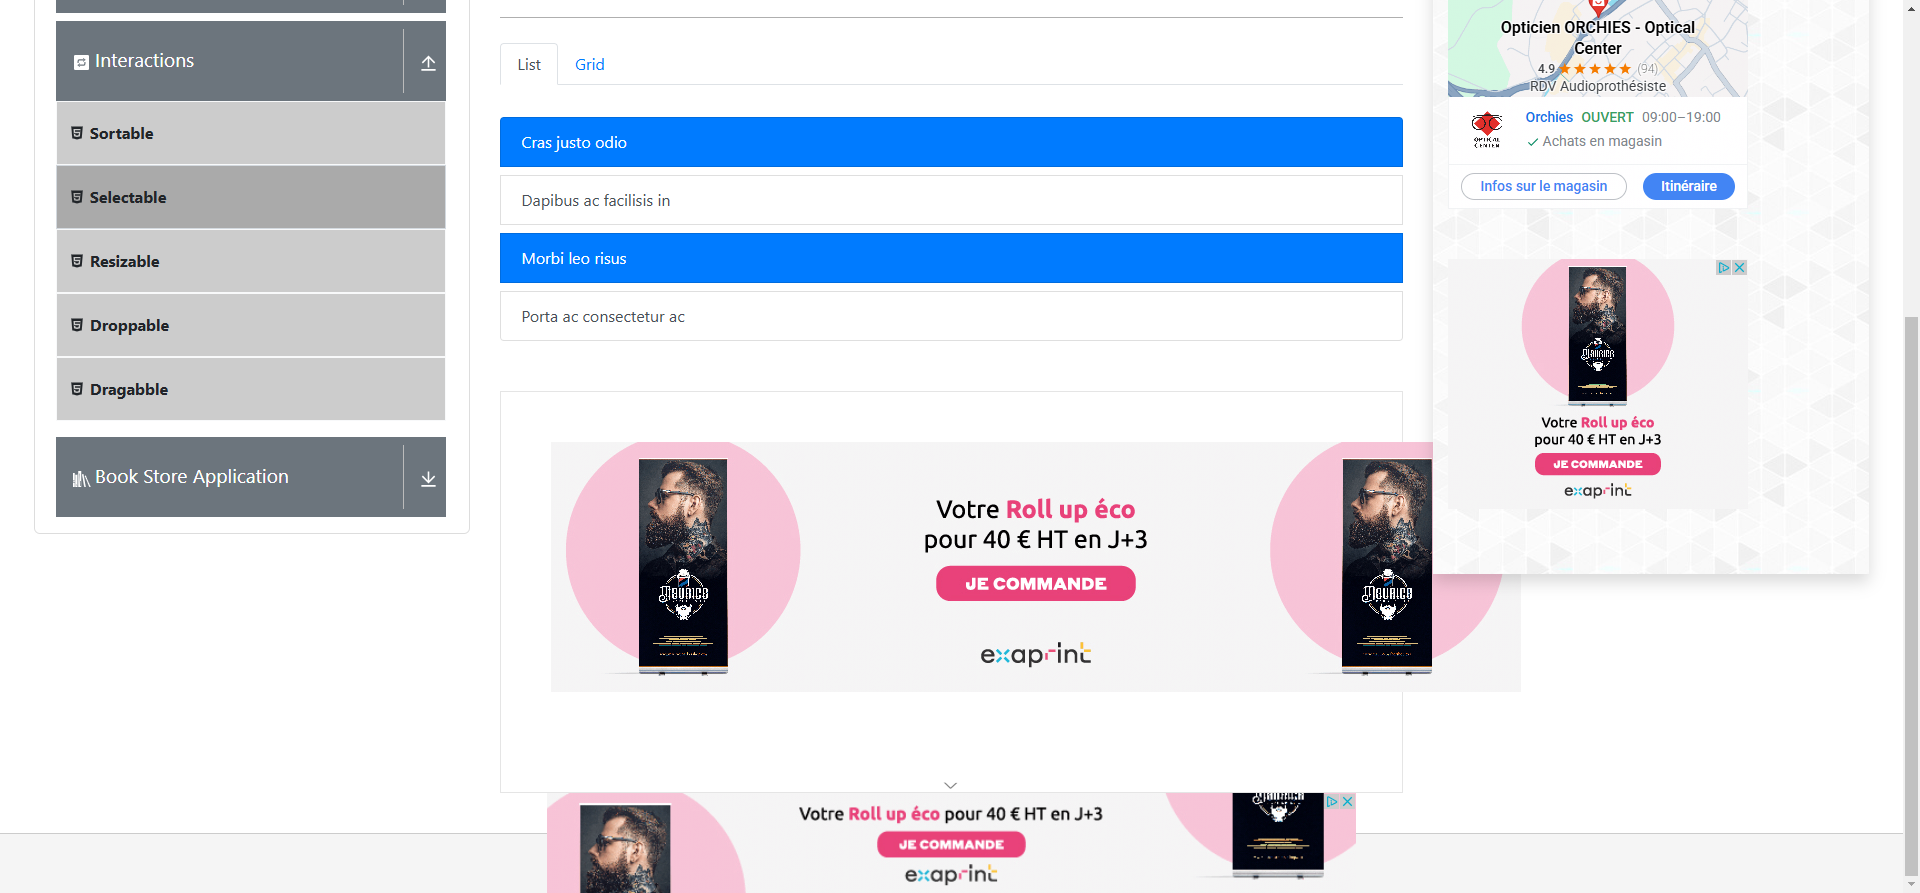 Interactions
Sortable
Selectable
Resizable
Droppable
Dragabble
Book Store Application
List
Grid
Cras justo odio
Dapibus ac facilisis in
Morbi leo risus
Porta ac consectetur ac
Votre Roll up éco
pour 40 € HT en J+3
JE COMMANDE
exaprint
Votre Roll up éco pour 40 € HT en J+3
JE COMMANDE
exaprint
Opticien ORCHIES - Optical
Center
4.9 (94)
RDV Audioprothésiste
OPTICAL
CENTER
Orchies OUVERT 09:00–19:00
Achats en magasin
Infos sur le magasin
Itinéraire
Votre Roll up éco
pour 40 € HT en J+3
JE COMMANDE
exaprint